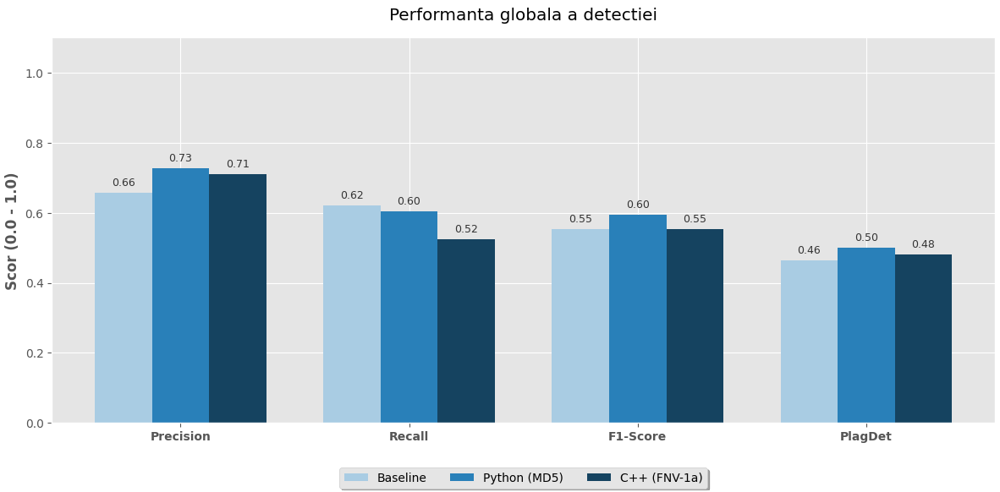 Performanta globala a detectiei
Scor (0.0 - 1.0)
1.0
0.8
0.6
0.4
0.2
0.0
0.66
0.73
0.71
0.62
0.60
0.52
0.55
0.60
0.55
0.46
0.50
0.48
Precision
Recall
F1-Score
PlagDet
Baseline
Python (MD5)
C++ (FNV-1a)